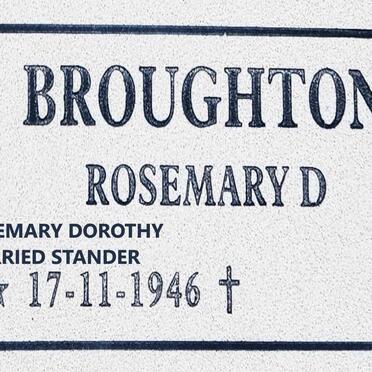 BROUGHTON
ROSEMARY D
EMARY DOROTHY
RIED STANDER
★ 17-11-1946 †